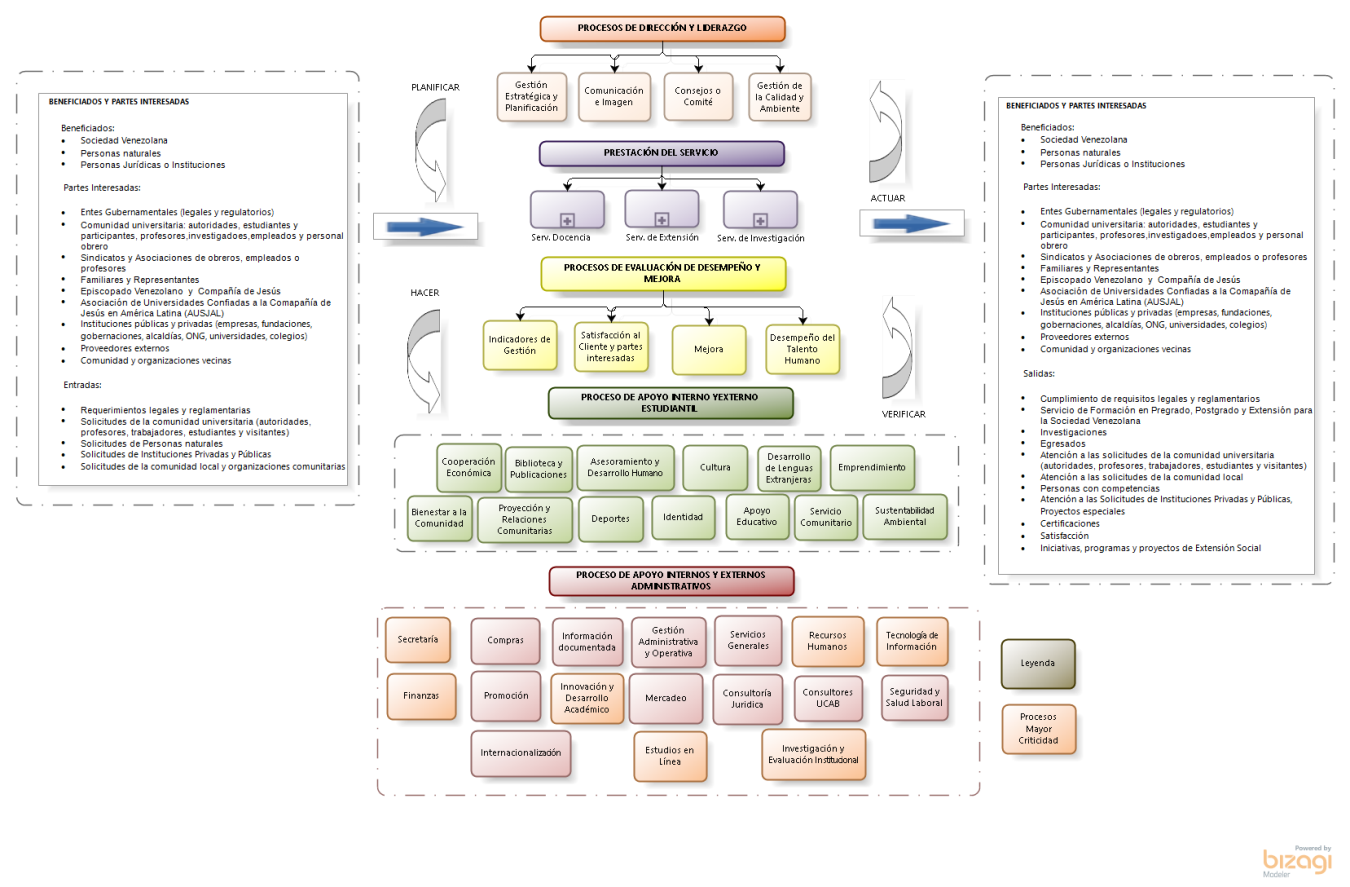 PROCESOS DE DIRECCIÓN Y LIDERAZGO
Gestión
Estratégica y
Planificación
Comunicación
e Imagen
Consejos o
Comité
Gestión de
la Calidad y
Ambiente
PLANIFICAR
BENEFICIADOS Y PARTES INTERESADAS
Beneficiados:
• Sociedad Venezolana
• Personas naturales
• Personas Jurídicas o Instituciones
Partes Interesadas:
• Entes Gubernamentales (legales y regulatorios)
• Comunidad universitaria: autoridades, estudiantes y
participantes, profesores,investigadoes,empleados y personal
obrero
• Sindicatos y Asociaciones de obreros, empleados o
profesores
• Familiares y Representantes
• Episcopado Venezolano y Compañía de Jesús
• Asociación de Universidades Confiadas a la Comapañía de
Jesús en América Latina (AUSJAL)
• Instituciones públicas y privadas (empresas, fundaciones,
gobernaciones, alcaldías, ONG, universidades, colegios)
• Proveedores externos
• Comunidad y organizaciones vecinas
Entradas:
• Requerimientos legales y reglamentarias
• Solicitudes de la comunidad universitaria (autoridades,
profesores, trabajadores, estudiantes y visitantes)
• Solicitudes de Personas naturales
• Solicitudes de Instituciones Privadas y Públicas
• Solicitudes de la comunidad local y organizaciones comunitarias
PRESTACIÓN DEL SERVICIO
Serv. Docencia
Serv. de Extensión
Serv. de Investigación
ACTUAR
PROCESOS DE EVALUACIÓN DE DESEMPEÑO Y
MEJORA
HACER
Indicadores de
Gestión
Satisfacción al
Cliente y partes
interesadas
Mejora
Desempeño del
Talento
Humano
VERIFICAR
PROCESO DE APOYO INTERNO YEXTERNO
ESTUDIANTIL
Cooperación
Económica
Biblioteca y
Publicaciones
Asesoramiento y
Desarrollo Humano
Cultura
Desarrollo
de Lenguas
Extranjeras
Emprendimiento
Bienestar a la
Comunidad
Proyección y
Relaciones
Comunitarias
Deportes
Identidad
Apoyo
Educativo
Servicio
Comunitario
Sustentabilidad
Ambiental
BENEFICIADOS Y PARTES INTERESADAS
Beneficiados:
• Sociedad Venezolana
• Personas naturales
• Personas Jurídicas o Instituciones
Partes Interesadas:
• Entes Gubernamentales (legales y regulatorios)
• Comunidad universitaria: autoridades, estudiantes y
participantes, profesores,investigadoes,empleados y personal
obrero
• Sindicatos y Asociaciones de obreros, empleados o profesores
• Familiares y Representantes
• Episcopado Venezolano y Compañía de Jesús
• Asociación de Universidades Confiadas a la Comapañía de
Jesús en América Latina (AUSJAL)
• Instituciones públicas y privadas (empresas, fundaciones,
gobernaciones, alcaldías, ONG, universidades, colegios)
• Proveedores externos
• Comunidad y organizaciones vecinas
Salidas:
• Cumplimiento de requisitos legales y reglamentarios
• Servicio de Formación en Pregrado, Postgrado y Extensión para
la Sociedad Venezolana
• Investigaciones
• Egresados
• Atención a las solicitudes de la comunidad universitaria
(autoridades, profesores, trabajadores, estudiantes y visitantes)
• Atención a las solicitudes de la comunidad local
• Personas con competencias
• Atención a las Solicitudes de Instituciones Privadas y Públicas,
Proyectos especiales
• Certificaciones
• Satisfacción
• Iniciativas, programas y proyectos de Extensión Social
PROCESO DE APOYO INTERNOS Y EXTERNOS
ADMINISTRATIVOS
Secretaría
Compras
Información
documentada
Gestión
Administrativa
y Operativa
Servicios
Generales
Recursos
Humanos
Tecnología de
Información
Finanzas
Promoción
Innovación y
Desarrollo
Académico
Mercadeo
Consultoría
Juridica
Consultores
UCAB
Seguridad y
Salud Laboral
Internacionalización
Estudios en
Línea
Investigación y
Evaluación Institucional
Leyenda
Procesos
Mayor
Criticidad
Powered by
bizagi
Modeler